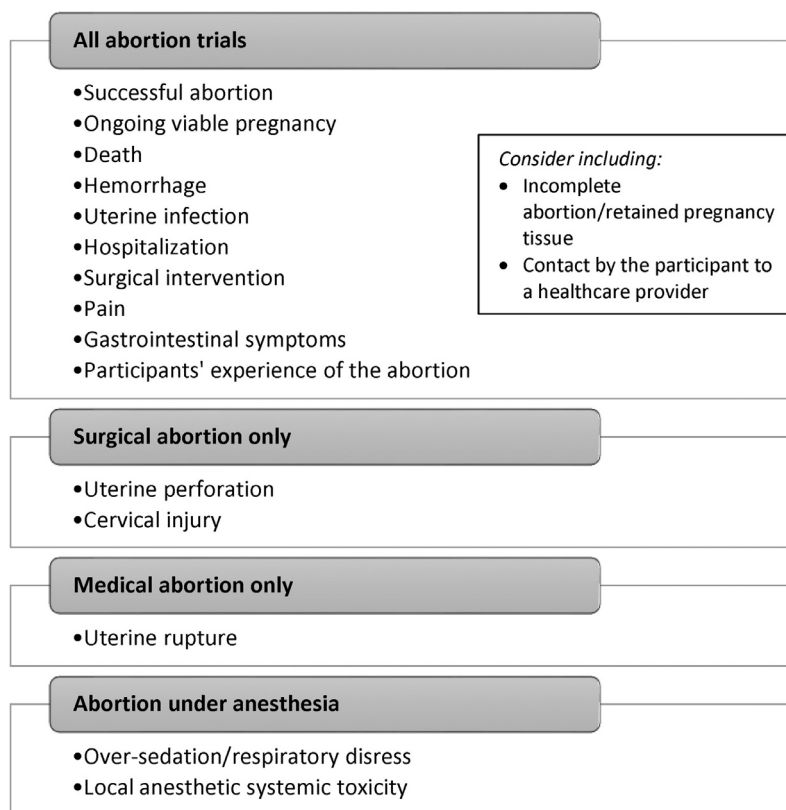 All abortion trials
•Successful abortion
•Ongoing viable pregnancy
•Death
•Hemorrhage
•Uterine infection
•Hospitalization
•Surgical intervention
•Pain
•Gastrointestinal symptoms
•Participants' experience of the abortion
Consider including:
• Incomplete
abortion/retained pregnancy
tissue
• Contact by the participant to
a healthcare provider
Surgical abortion only
•Uterine perforation
•Cervical injury
Medical abortion only
•Uterine rupture
Abortion under anesthesia
•Over-sedation/respiratory disress
•Local anesthetic systemic toxicity